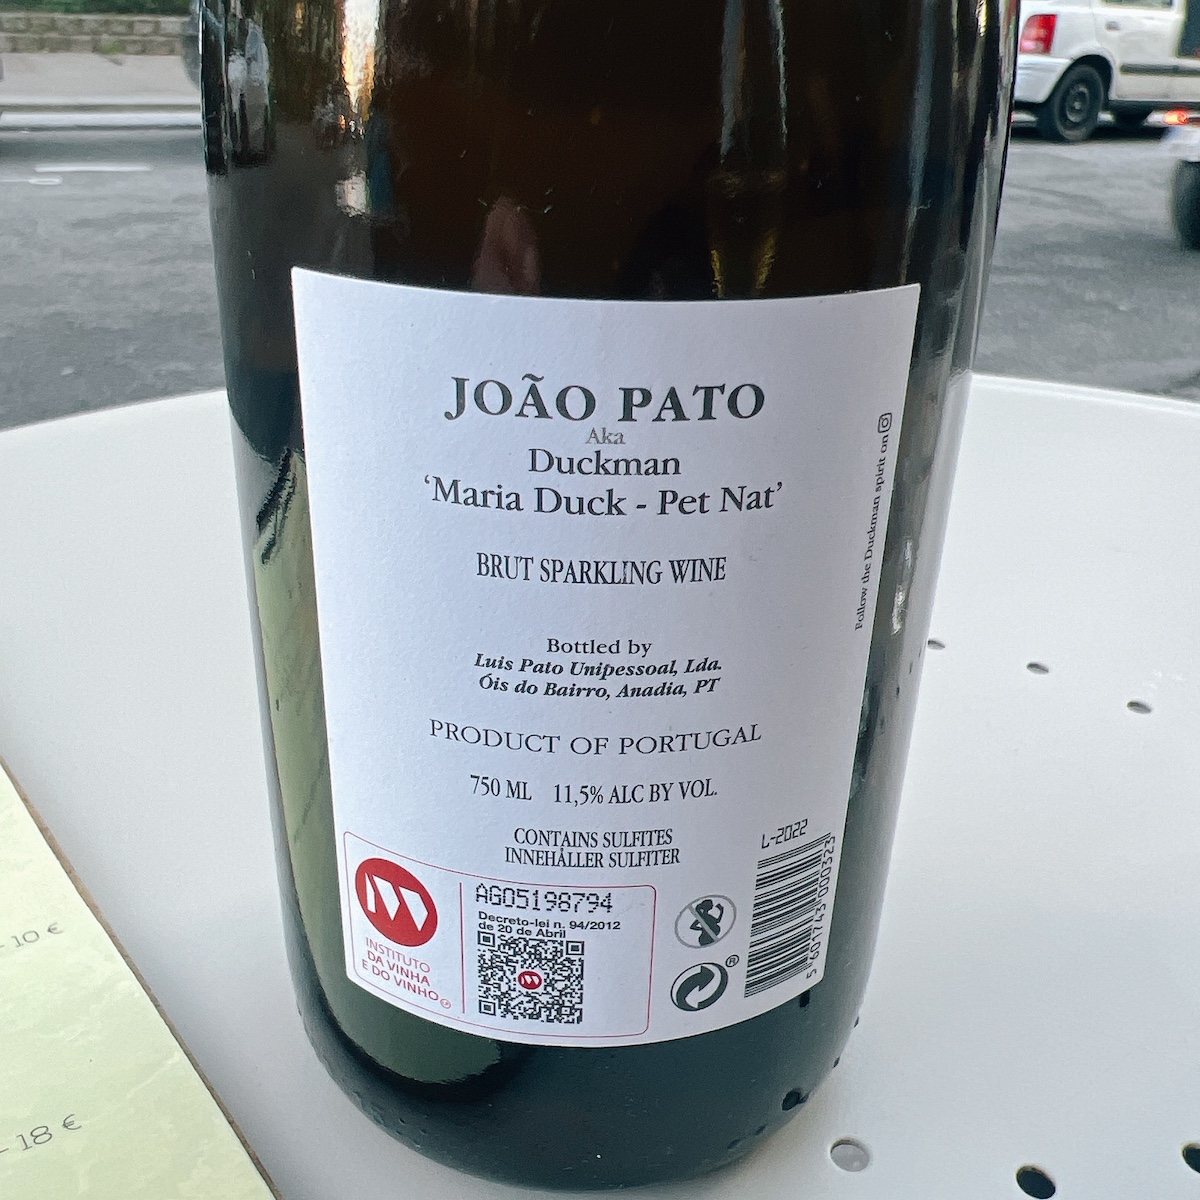 JOÃO PATO
Aka
Duckman
‘Maria Duck - Pet Nat’
BRUT SPARKLING WINE
Bottled by
Luis Pato Unipessoal, Lda.
Óis do Bairro, Anadia, PT
PRODUCT OF PORTUGAL
750 ML 11,5% ALC BY VOL.
CONTAINS SULFITES
INNEHÅLLER SULFITER
INSTITUTO
DA VINHA
E DO VINHO
AG05198794
Decreto-lei n. 94/2012
de 20 de Abril
L-2022
5 601743 000323
Follow the Duckman spirit on
- 10 €
- 18 €